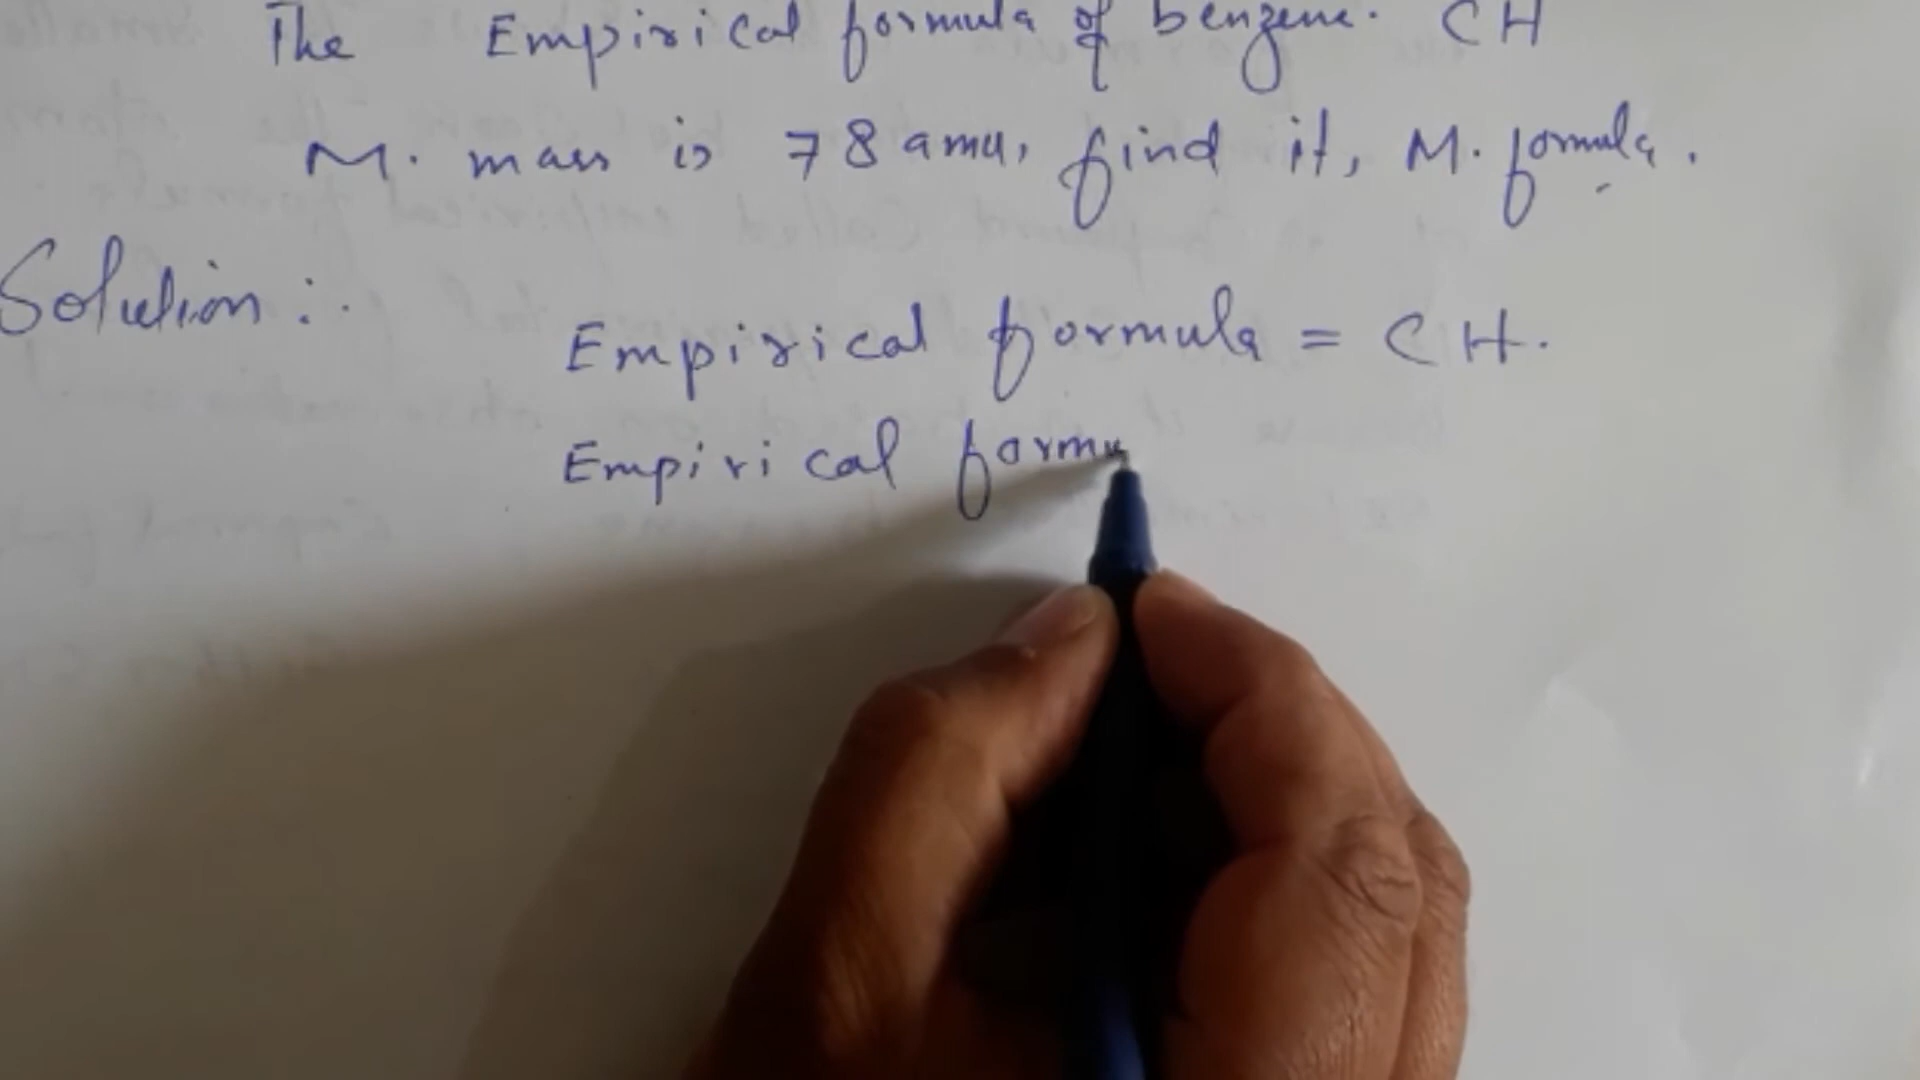 The Empirical formula of benzene. CH
M. mass is 78 amu, find it, M. formula.
Solution :.
Empirical formula = CH.
Empirical formu